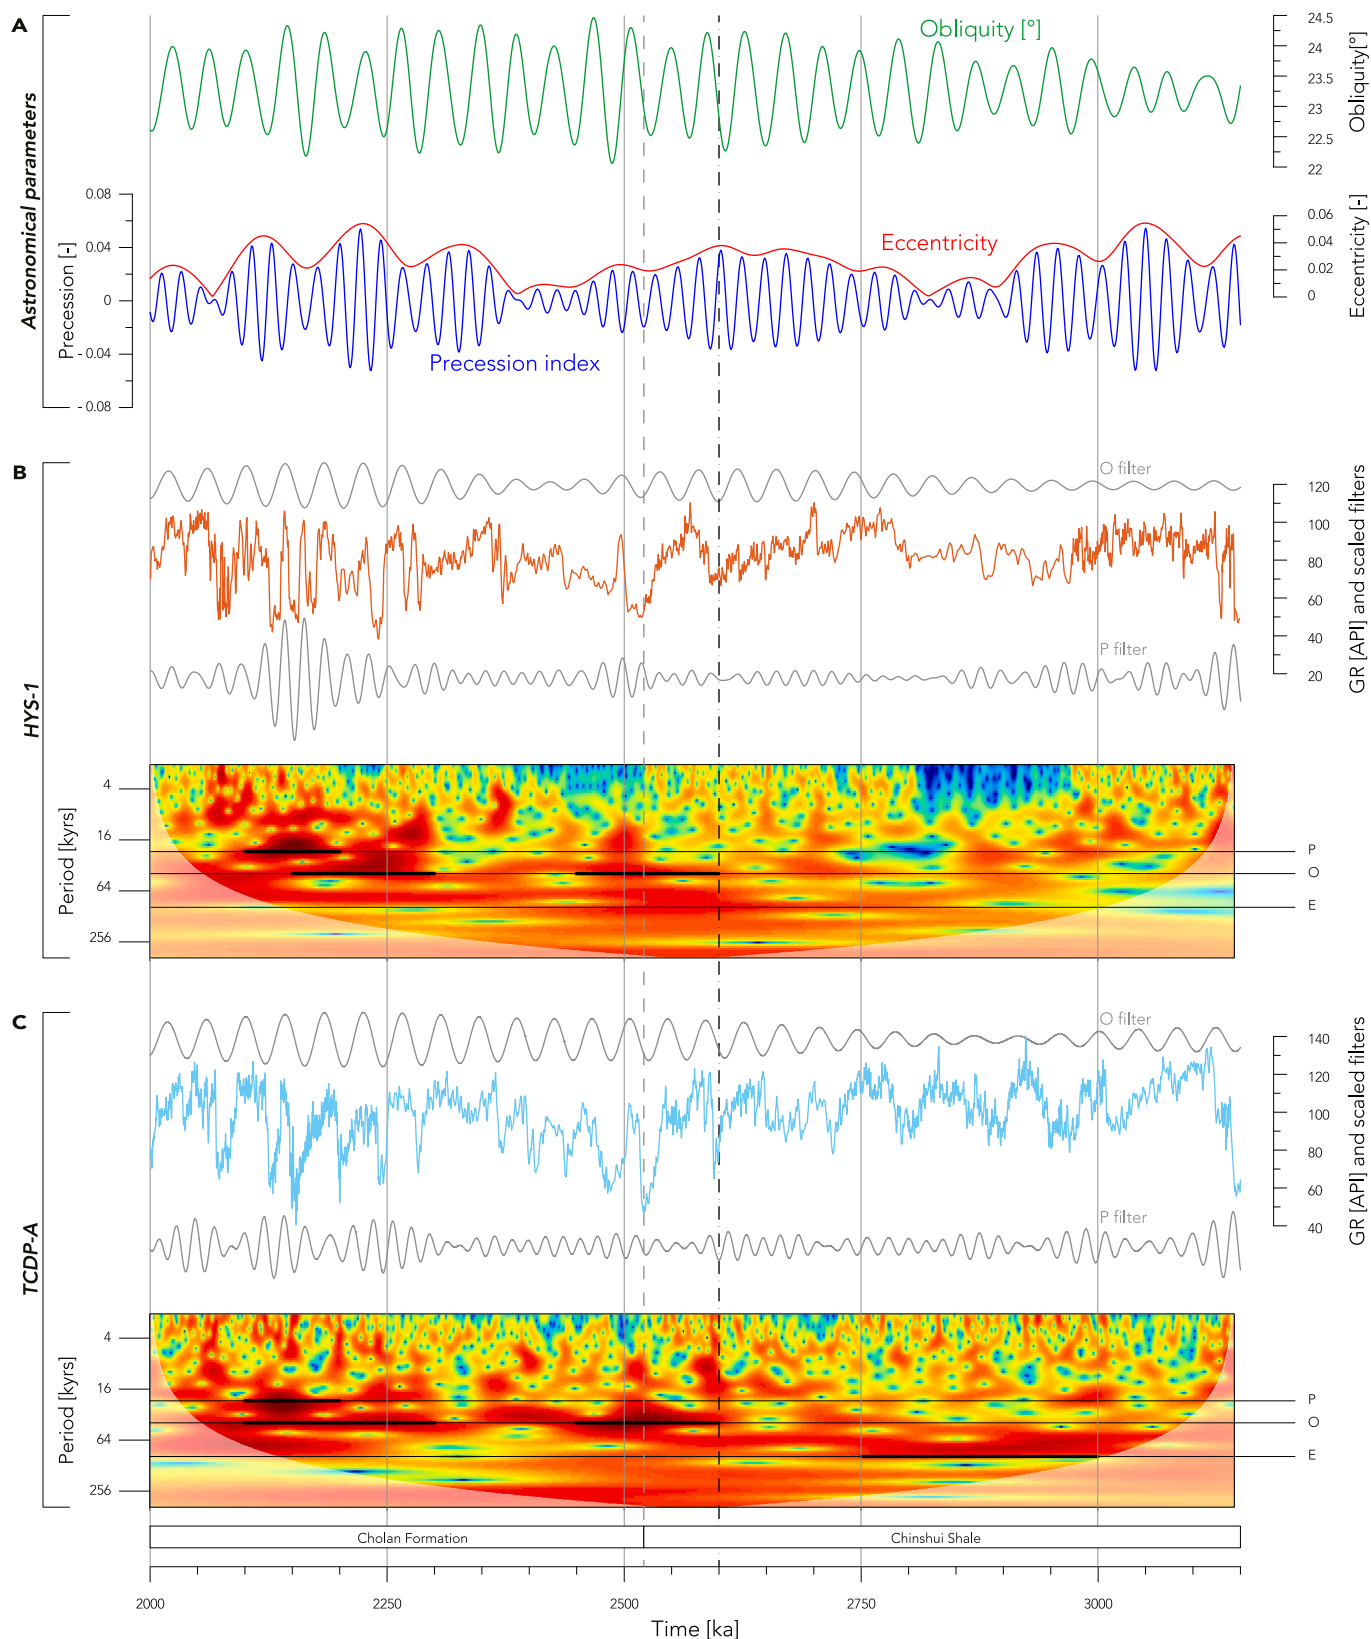 A
Astronomical parameters
Obliquity [°]
24.5
24
23.5
23
22.5
22
Obliquity[°]
Precession [-]
0.08
0.04
0
- 0.04
- 0.08
Eccentricity
Precession index
0.06
0.04
0.02
0
Eccentricity [-]
B
HYS-1
O filter
P filter
120
100
80
60
40
20
GR [API] and scaled filters
Period [kyrs]
4
16
64
256
P
O
E
C
TCDP-A
O filter
P filter
140
120
100
80
60
40
GR [API] and scaled filters
Period [kyrs]
4
16
64
256
P
O
E
Cholan Formation
Chinshui Shale
2000
2250
2500
2750
3000
Time [ka]